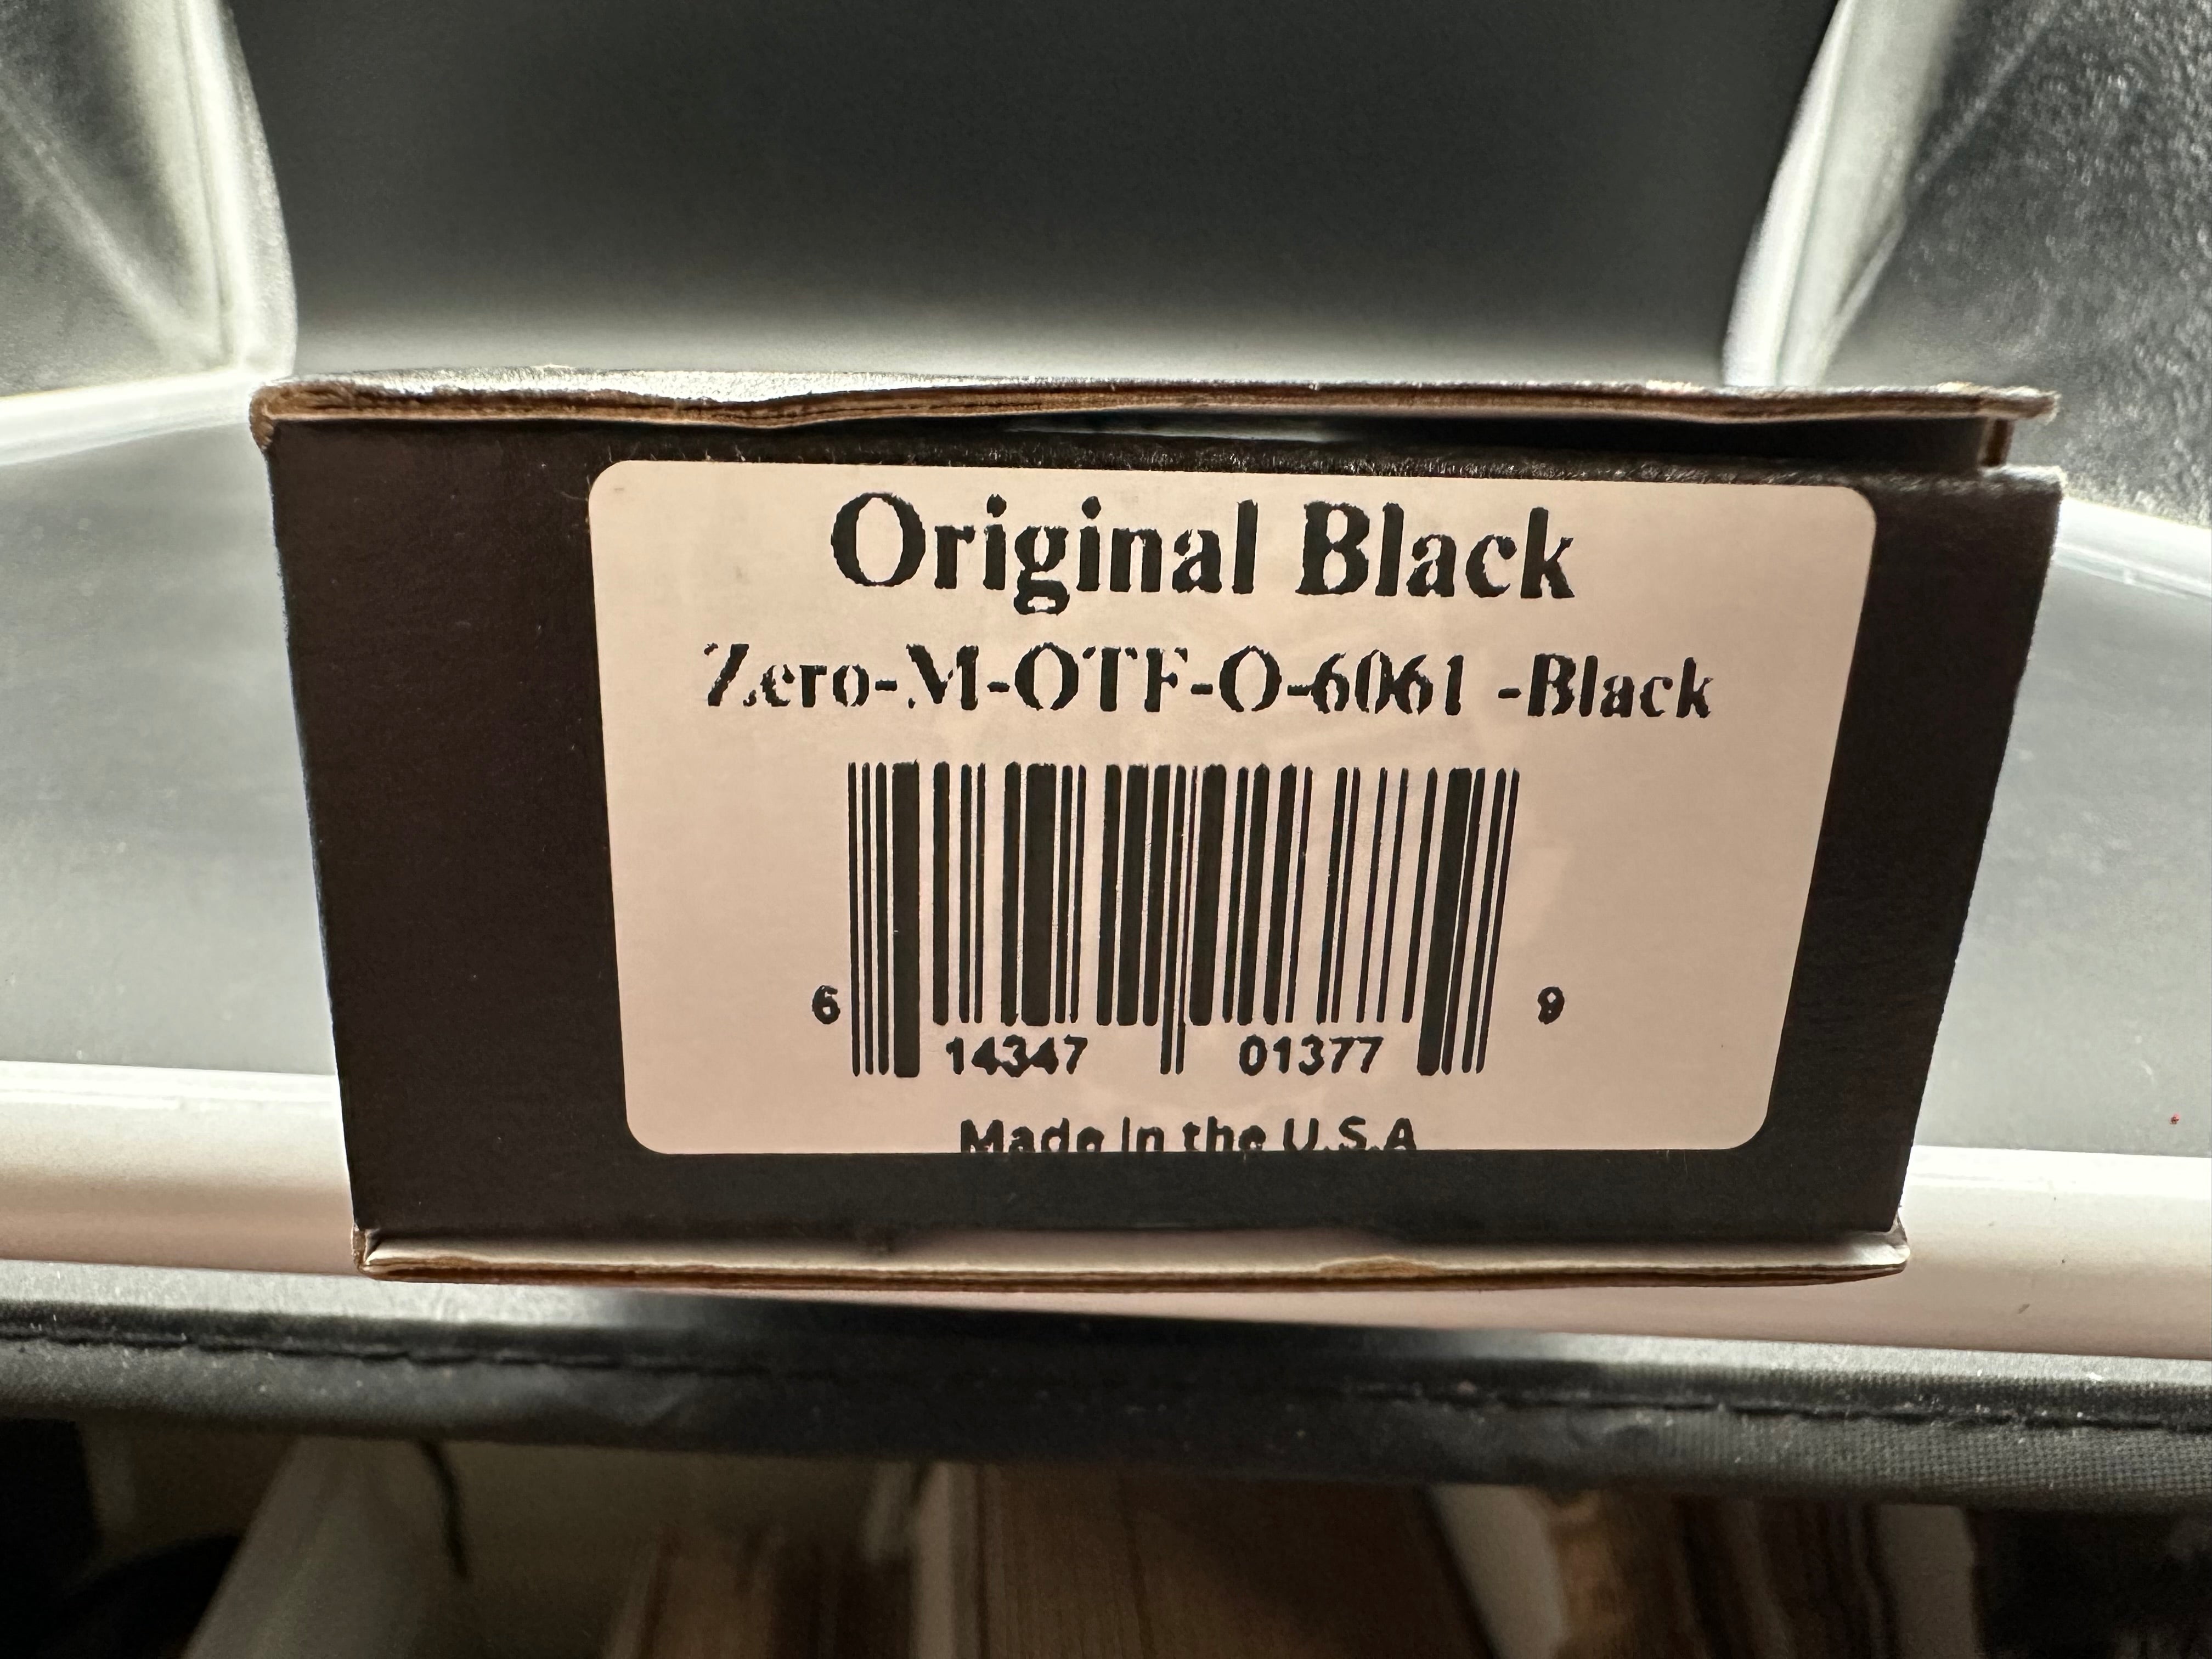 Original Black
Zero-M-OTF-O-6061 -Black
6 14347 01377 9
Made In the U.S.A